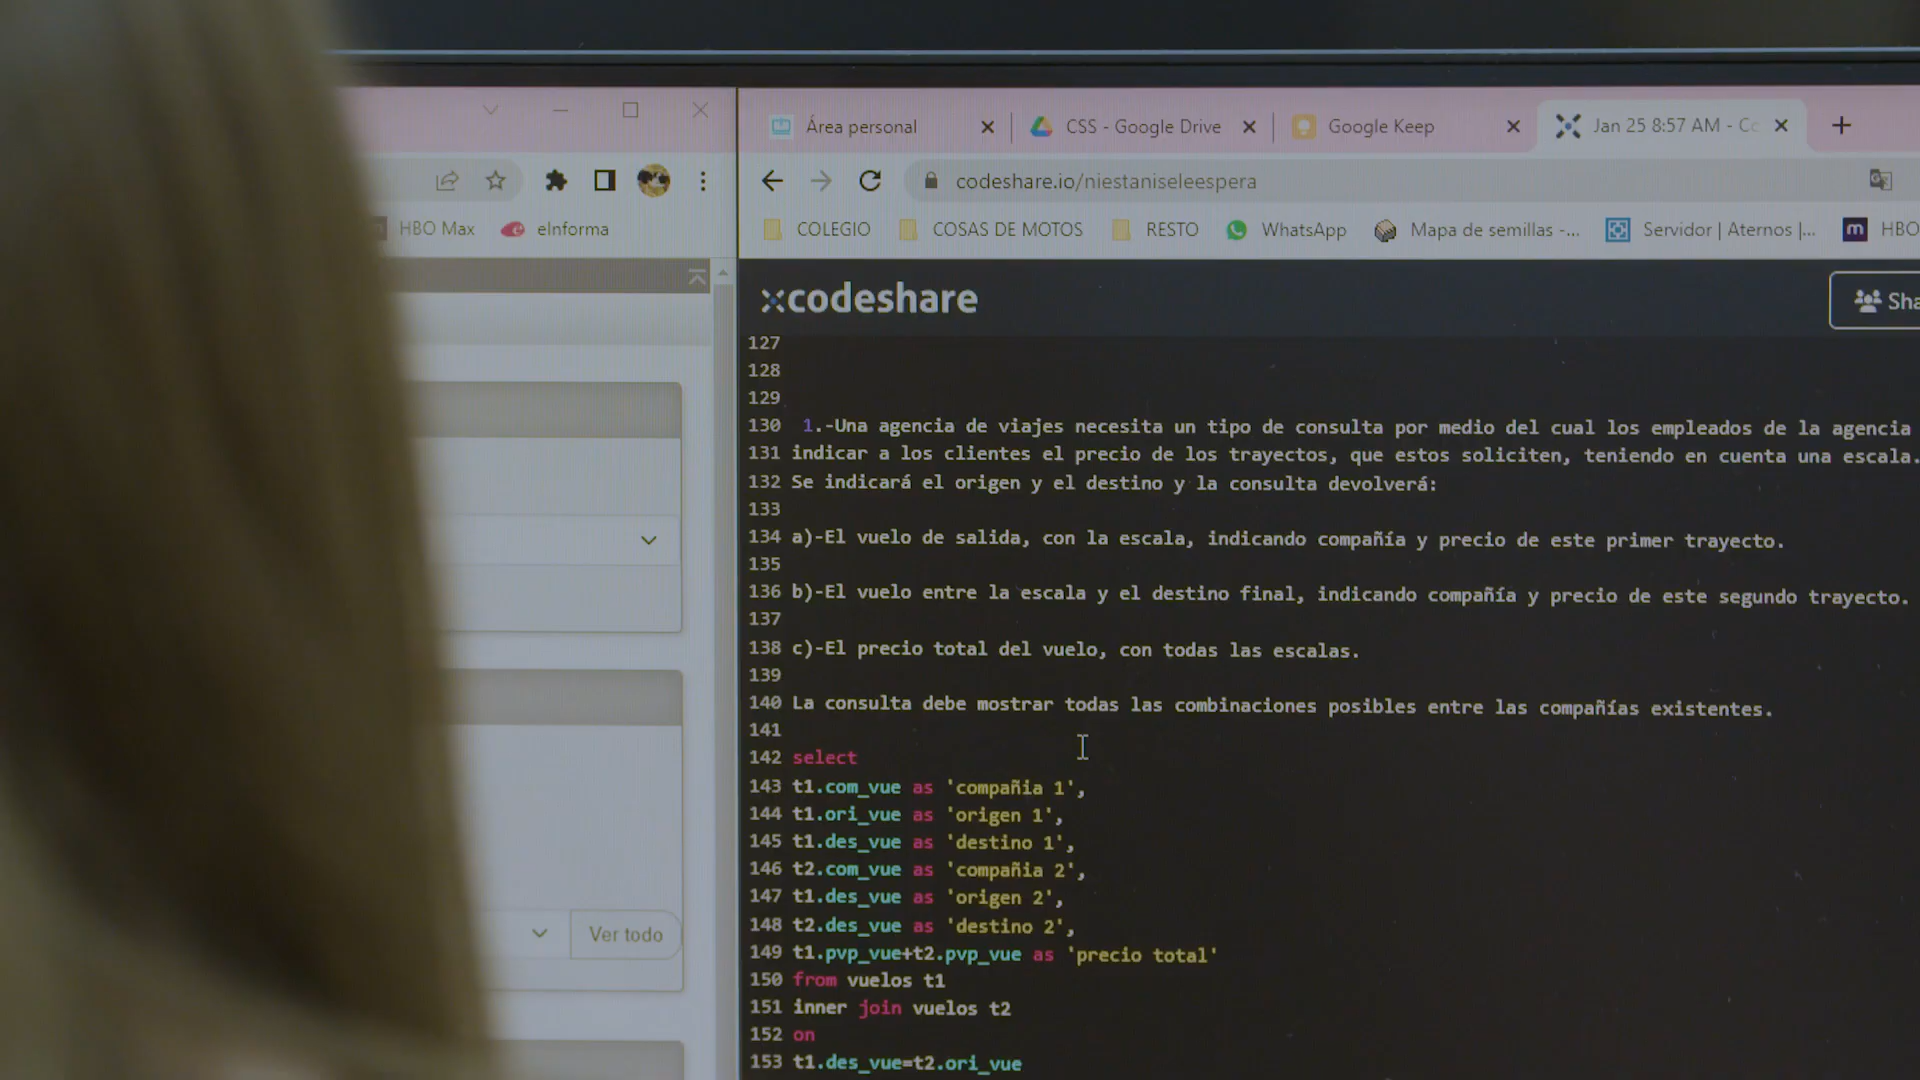 Área personal
CSS - Google Drive
Google Keep
Jan 25 8:57 AM - Co
codeshare.io/niestaniseleespera
HBO Max
eInforma
COLEGIO
COSAS DE MOTOS
RESTO
WhatsApp
Mapa de semillas -...
Servidor | Aternos |...
HBO
codeshare
Sha
127
128
129
130 1.-Una agencia de viajes necesita un tipo de consulta por medio del cual los empleados de la agencia
131 indicar a los clientes el precio de los trayectos, que estos soliciten, teniendo en cuenta una escala.
132 Se indicará el origen y el destino y la consulta devolverá:
133
134 a)-El vuelo de salida, con la escala, indicando compañía y precio de este primer trayecto.
135
136 b)-El vuelo entre la escala y el destino final, indicando compañía y precio de este segundo trayecto.
137
138 c)-El precio total del vuelo, con todas las escalas.
139
140 La consulta debe mostrar todas las combinaciones posibles entre las compañías existentes.
141
142 select
143 t1.com_vue as 'compañia 1',
144 t1.ori_vue as 'origen 1',
145 t1.des_vue as 'destino 1',
146 t2.com_vue as 'compañia 2',
147 t1.des_vue as 'origen 2',
148 t2.des_vue as 'destino 2',
149 t1.pvp_vue+t2.pvp_vue as 'precio total'
150 from vuelos t1
151 inner join vuelos t2
152 on
153 t1.des_vue=t2.ori_vue
Ver todo